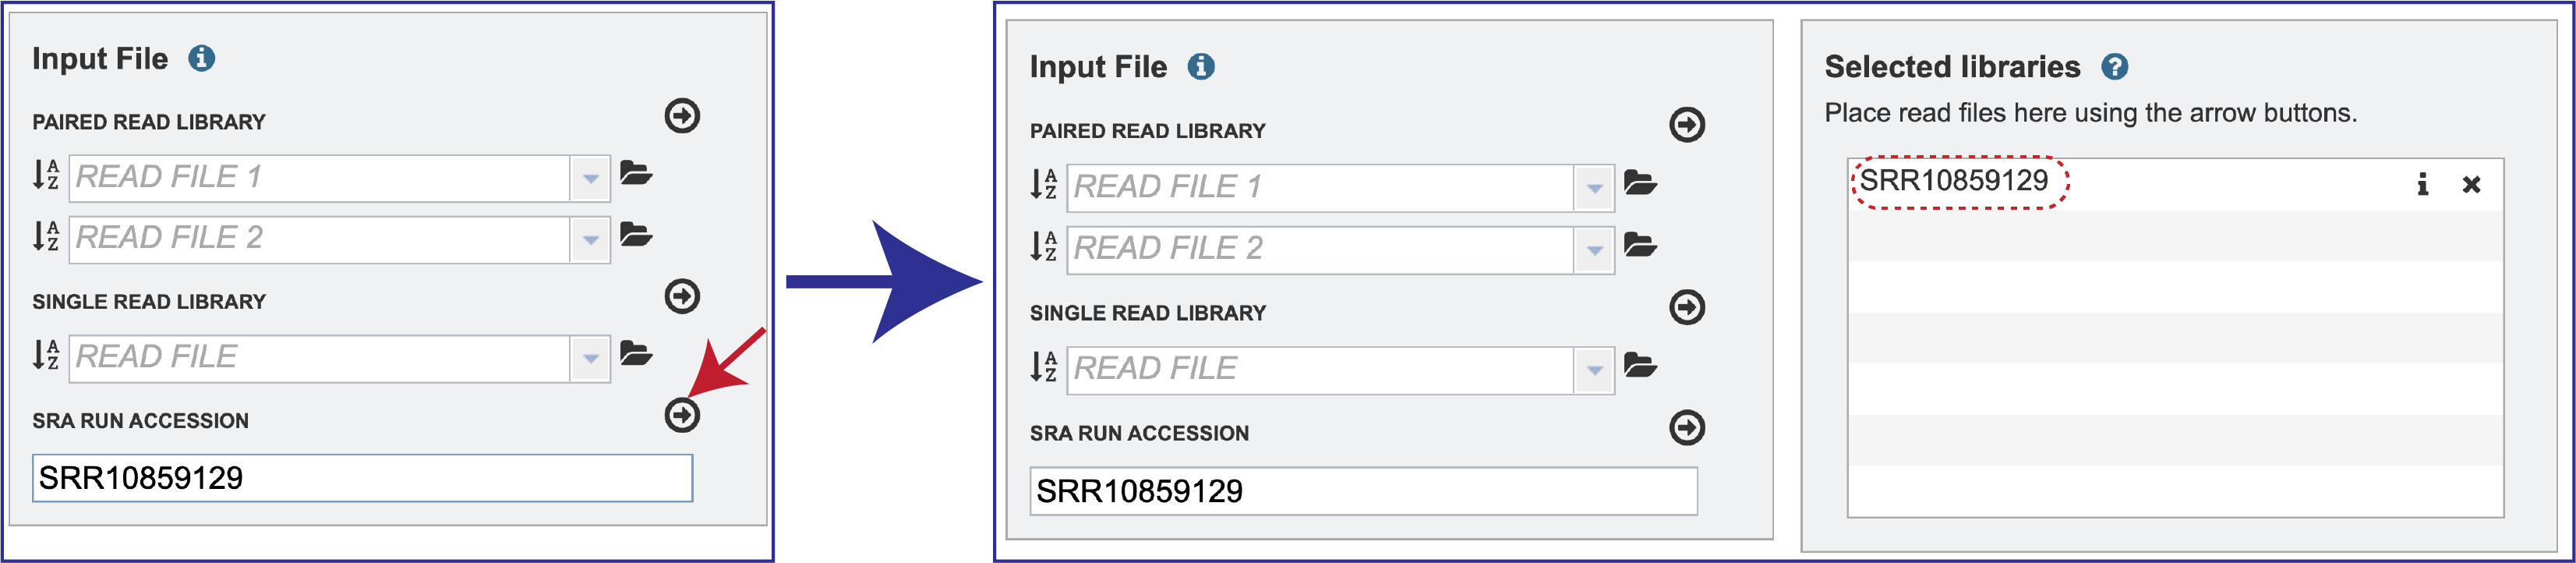 Input File
PAIRED READ LIBRARY
READ FILE 1
READ FILE 2
SINGLE READ LIBRARY
READ FILE
SRA RUN ACCESSION
SRR10859129
Input File
PAIRED READ LIBRARY
READ FILE 1
READ FILE 2
SINGLE READ LIBRARY
READ FILE
SRA RUN ACCESSION
SRR10859129
Selected libraries
Place read files here using the arrow buttons.
SRR10859129